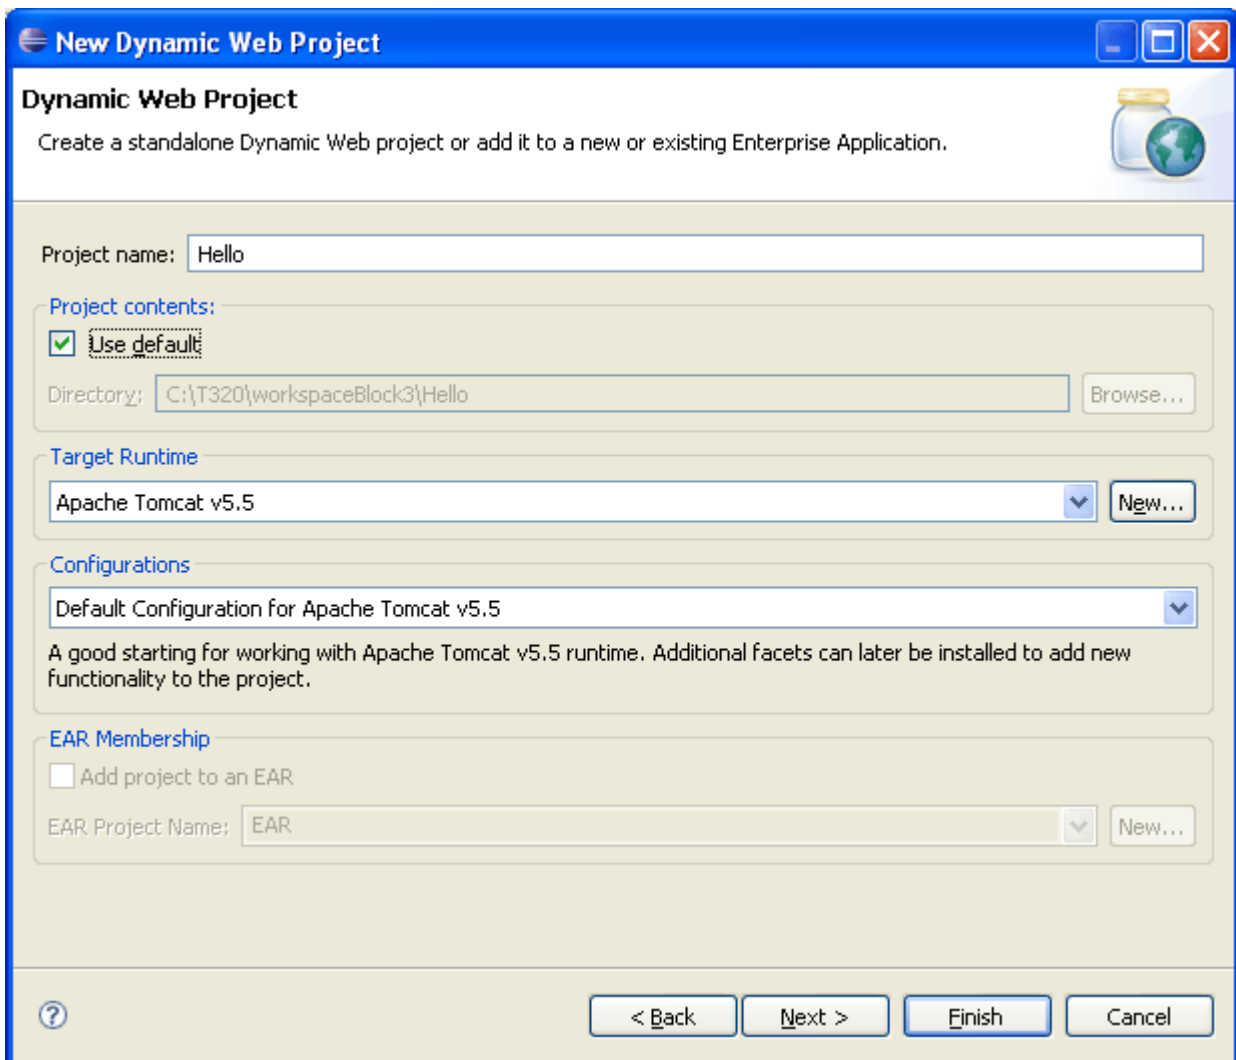 New Dynamic Web Project
Dynamic Web Project
Create a standalone Dynamic Web project or add it to a new or existing Enterprise Application.
Project name: Hello
Project contents:
Use default
Directory: C:\T320\workspaceBlock3\Hello Browse...
Target Runtime
Apache Tomcat v5.5 New...
Configurations
Default Configuration for Apache Tomcat v5.5
A good starting for working with Apache Tomcat v5.5 runtime. Additional facets can later be installed to add new
functionality to the project.
EAR Membership
Add project to an EAR
EAR Project Name: EAR New...
? < Back Next > Finish Cancel